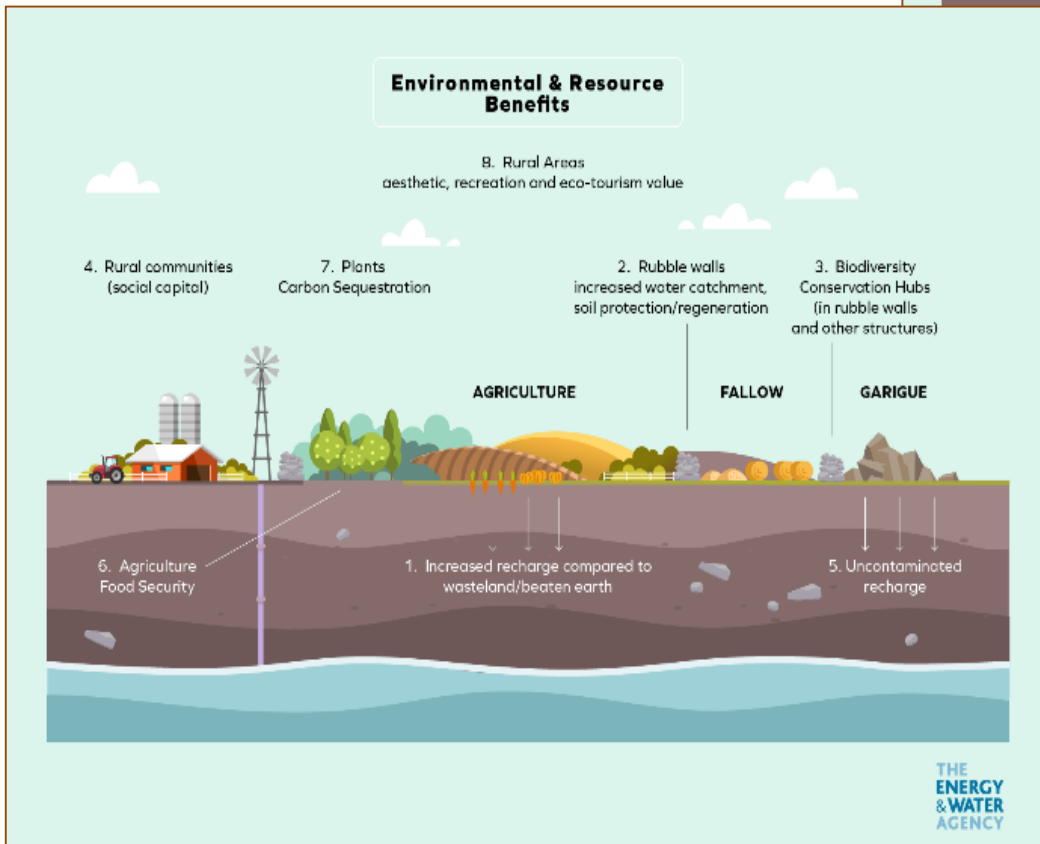 Environmental & Resource
Benefits
8. Rural Areas
aesthetic, recreation and eco-tourism value
4. Rural communities
(social capital)
7. Plants
Carbon Sequestration
2. Rubble walls
increased water catchment,
soil protection/regeneration
3. Biodiversity
Conservation Hubs
(in rubble walls
and other structures)
AGRICULTURE
FALLOW
GARIGUE
6. Agriculture
Food Security
1. Increased recharge compared to
wasteland/beaten earth
5. Uncontaminated
recharge
THE
ENERGY
& WATER
AGENCY